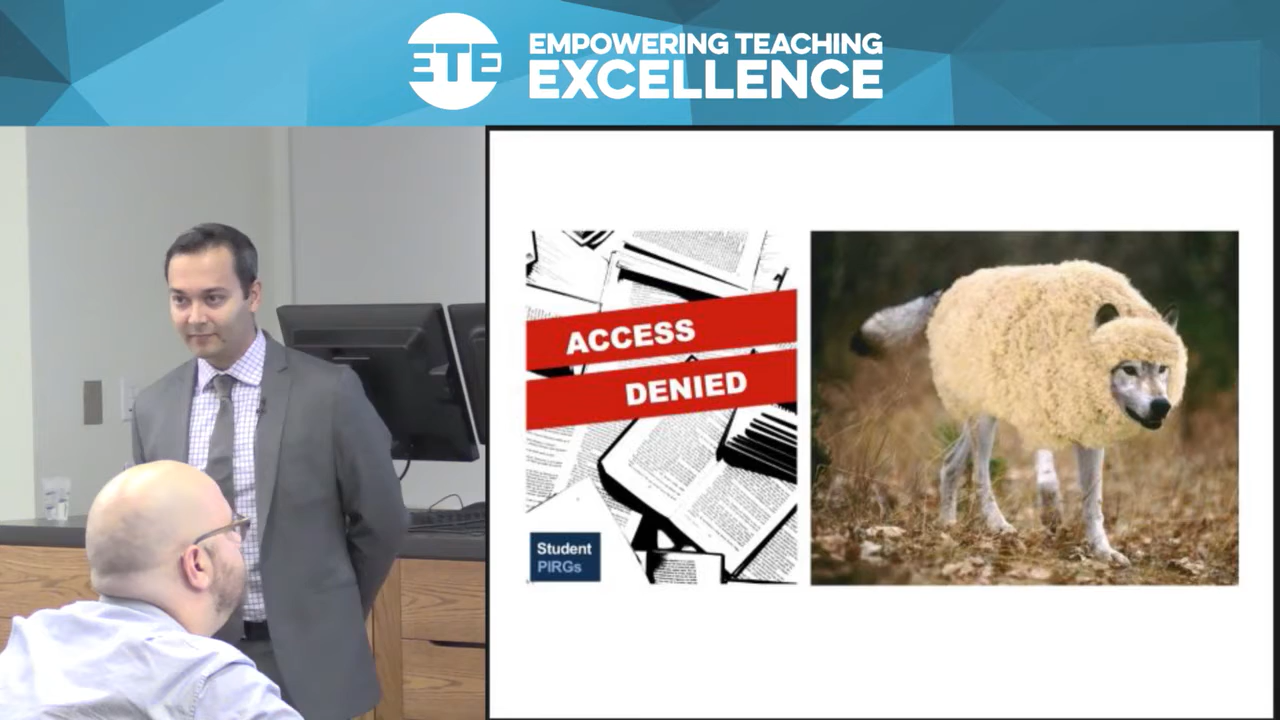 ETE
EMPOWERING TEACHING
EXCELLENCE
ACCESS
DENIED
Student
PIRGs